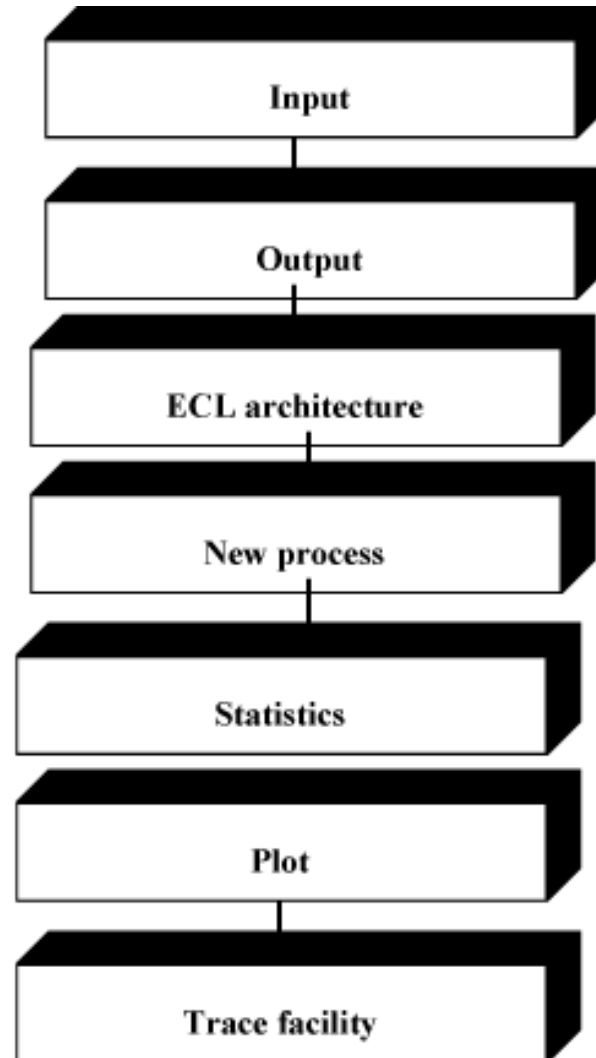 Input
Output
ECL architecture
New process
Statistics
Plot
Trace facility